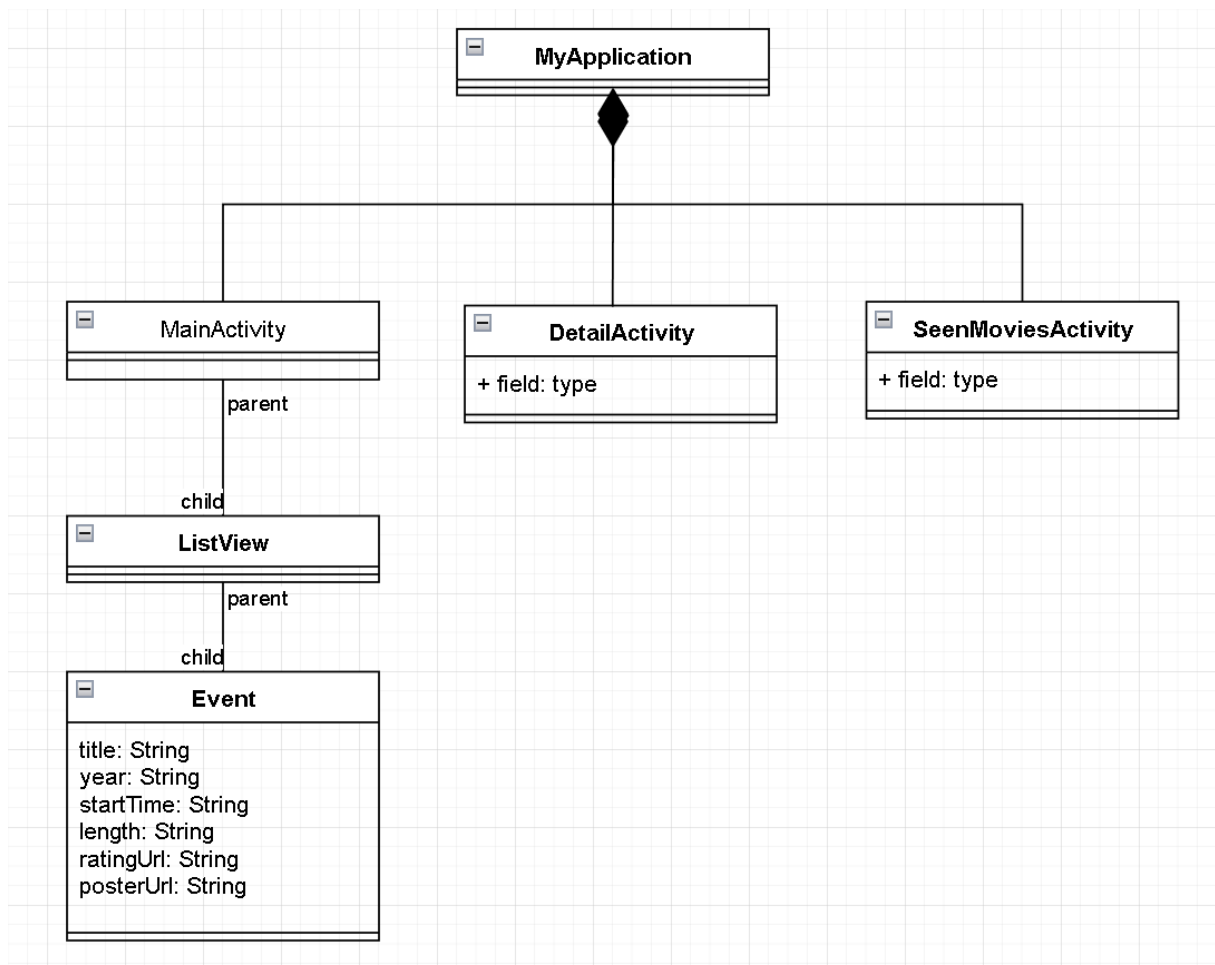 MyApplication
MainActivity
DetailActivity
+ field: type
SeenMoviesActivity
+ field: type
parent
child
ListView
parent
child
Event
title: String
year: String
startTime: String
length: String
ratingUrl: String
posterUrl: String